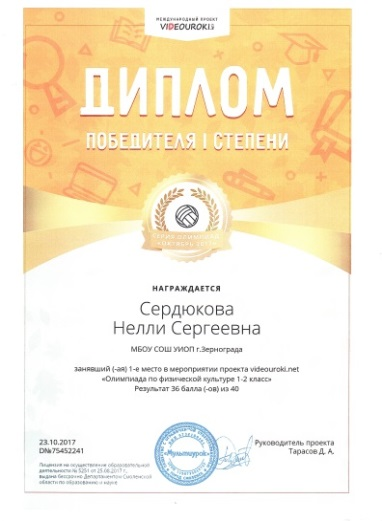 МЕЖДУНАРОДНЫЙ ПРОЕКТ
VIDEOUROKI
ДИПЛОМ
ПОБЕДИТЕЛЯ I СТЕПЕНИ
НАГРАЖДАЕТСЯ
Сердюкова
Нелли Сергеевна
МБОУ СОШ УИОП г.Зернограда
занявший (-ая) 1-е место в мероприятии проекта videouroki.net
«Олимпиада по физической культуре 1-2 класс»
Результат 36 балла (-ов) из 40
23.10.2017
DN№75452241
Лицензия на осуществление образовательной
деятельности № 5251 от 25.08.2017 г.,
выдана бессрочно Департаментом Смоленской
области по образованию и науке
«Мультиурок»
Руководитель проекта
Тарасов Д. А.